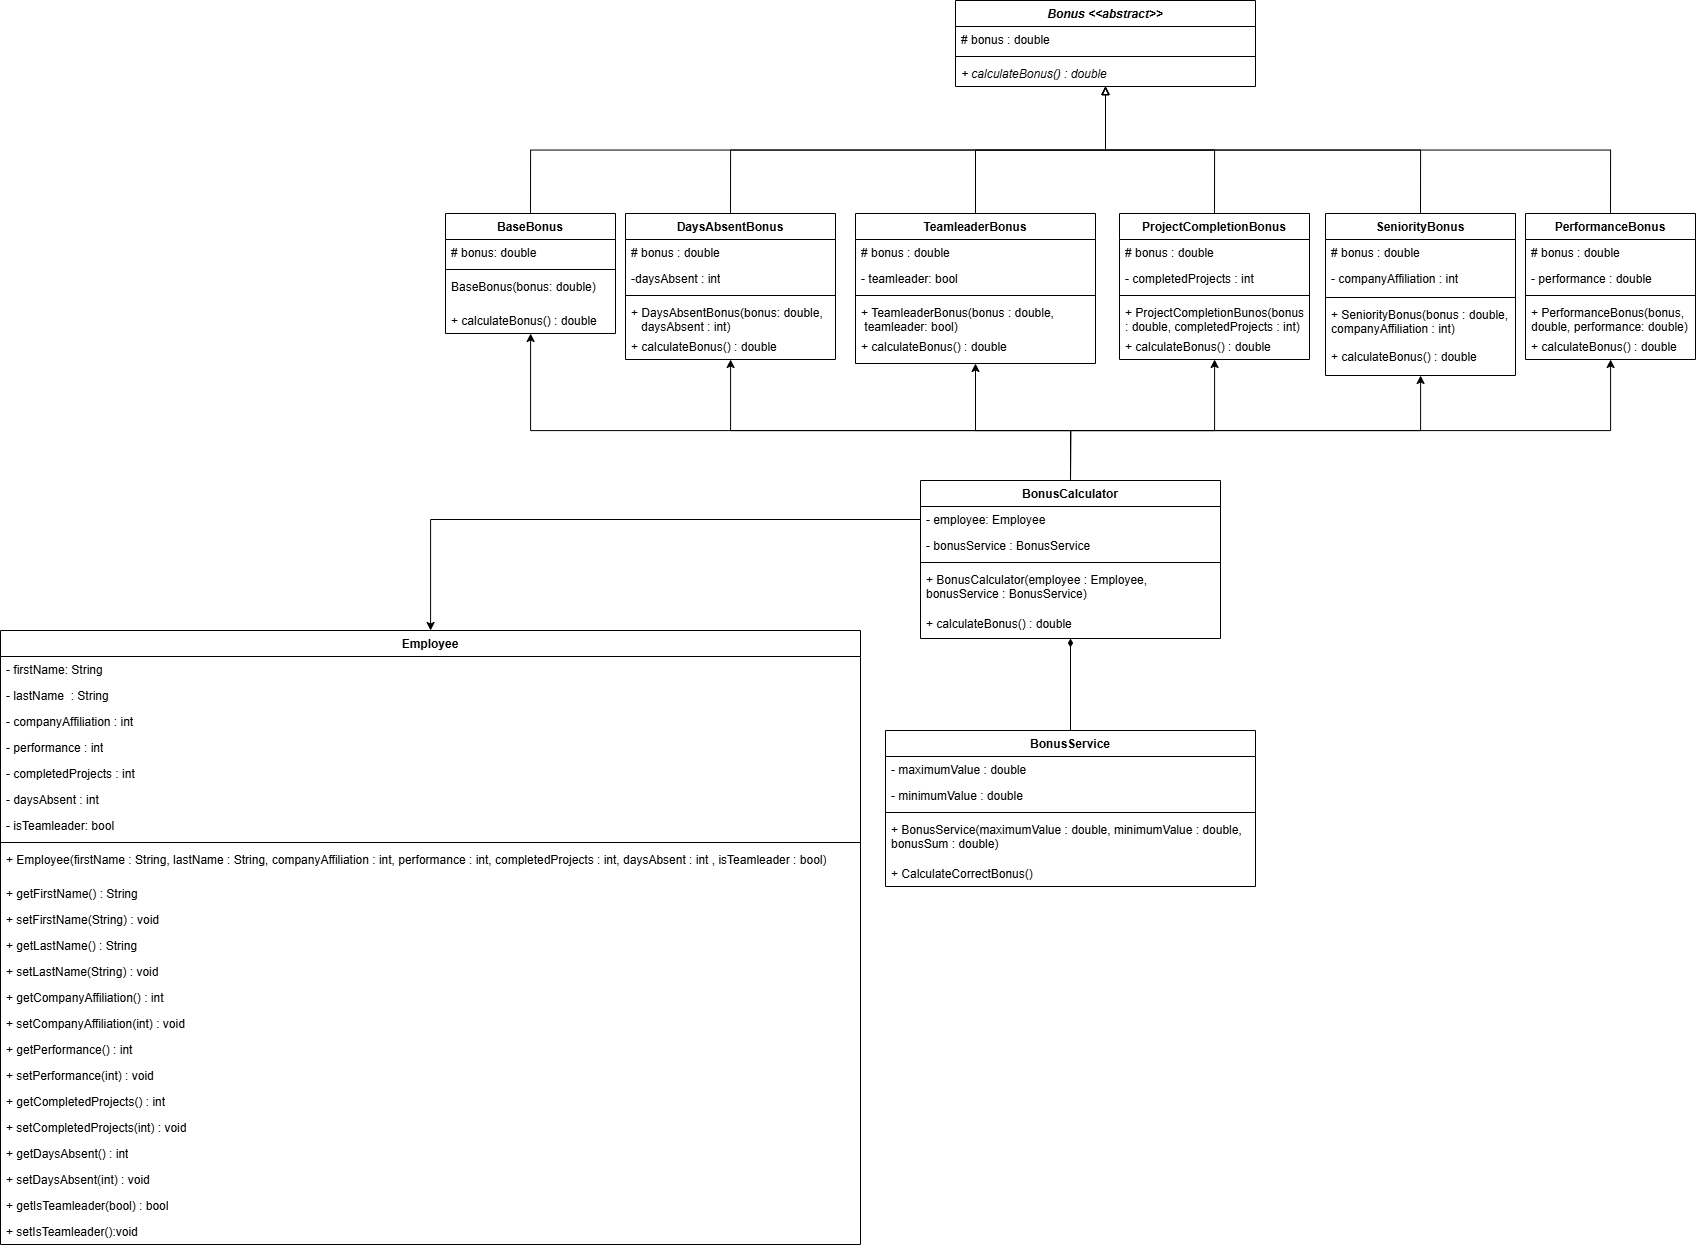 Bonus <<abstract>>
# bonus : double
+ calculateBonus() : double
BaseBonus
# bonus: double
BaseBonus(bonus: double)
+ calculateBonus() : double
DaysAbsentBonus
# bonus : double
-daysAbsent : int
+ DaysAbsentBonus(bonus: double,
daysAbsent : int)
+ calculateBonus() : double
TeamleaderBonus
# bonus : double
- teamleader: bool
+ TeamleaderBonus(bonus : double,
teamleader: bool)
+ calculateBonus() : double
ProjectCompletionBonus
# bonus : double
- completedProjects : int
+ ProjectCompletionBunos(bonus
: double, completedProjects : int)
+ calculateBonus() : double
SeniorityBonus
# bonus : double
- companyAffiliation : int
+ SeniorityBonus(bonus : double,
companyAffiliation : int)
+ calculateBonus() : double
PerformanceBonus
# bonus : double
- performance : double
+ PerformanceBonus(bonus,
double, performance: double)
+ calculateBonus() : double
BonusCalculator
- employee: Employee
- bonusService : BonusService
+ BonusCalculator(employee : Employee,
bonusService : BonusService)
+ calculateBonus() : double
Employee
- firstName: String
- lastName : String
- companyAffiliation : int
- performance : int
- completedProjects : int
- daysAbsent : int
- isTeamleader: bool
+ Employee(firstName : String, lastName : String, companyAffiliation : int, performance : int, completedProjects : int, daysAbsent : int , isTeamleader : bool)
+ getFirstName() : String
+ setFirstName(String) : void
+ getLastName() : String
+ setLastName(String) : void
+ getCompanyAffiliation() : int
+ setCompanyAffiliation(int) : void
+ getPerformance() : int
+ setPerformance(int) : void
+ getCompletedProjects() : int
+ setCompletedProjects(int) : void
+ getDaysAbsent() : int
+ setDaysAbsent(int) : void
+ getIsTeamleader(bool) : bool
+ setIsTeamleader():void
BonusService
- maximumValue : double
- minimumValue : double
+ BonusService(maximumValue : double, minimumValue : double,
bonusSum : double)
+ CalculateCorrectBonus()